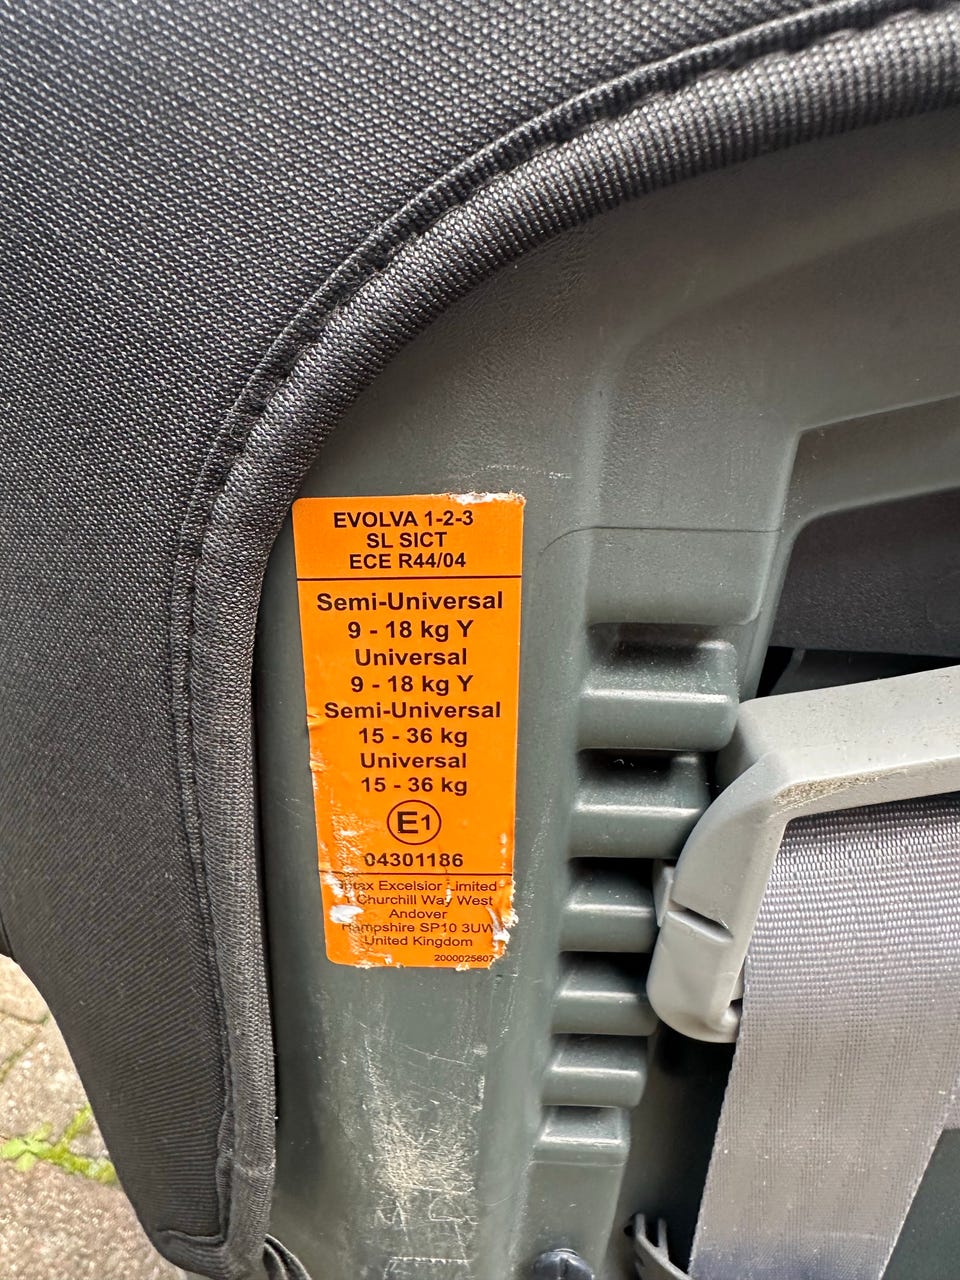 EVOLVA 1-2-3
SL SICT
ECE R44/04
Semi-Universal
9 - 18 kg Y
Universal
9 - 18 kg Y
Semi-Universal
15 - 36 kg
Universal
15 - 36 kg
E1
04301186
Excelsior Limited
Churchill Way West
Andover
Hampshire SP10 3UW
United Kingdom
2000025607